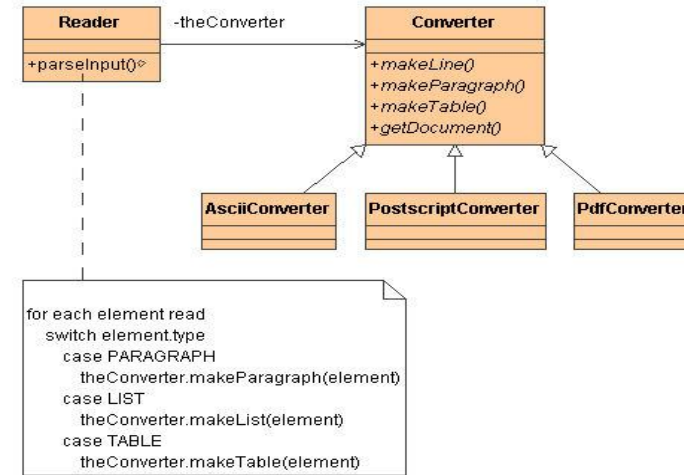 Reader
-theConverter
Converter
+parseInput()
+makeLine()
+makeParagraph()
+makeTable()
+getDocument()
AsciiConverter
PostscriptConverter
PdfConverter
for each element read
switch element.type
case PARAGRAPH
theConverter.makeParagraph(element)
case LIST
theConverter.makeList(element)
case TABLE
theConverter.makeTable(element)